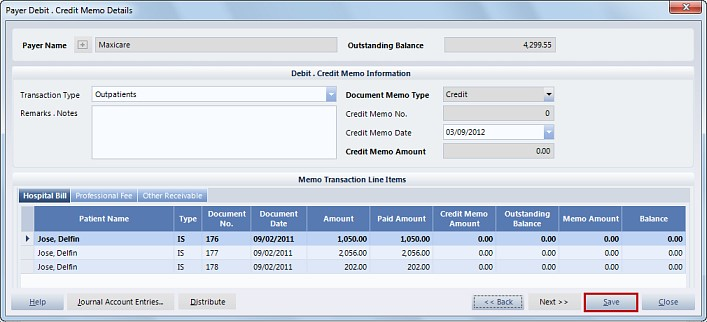 Payer Debit . Credit Memo Details
Payer Name Maxicare Outstanding Balance 4,299.55
Debit . Credit Memo Information
Transaction Type Outpatients Document Memo Type Credit
Remarks . Notes Credit Memo No. 0
Credit Memo Date 03/09/2012
Credit Memo Amount 0.00
Memo Transaction Line Items
Hospital Bill Professional Fee Other Receivable
Patient Name Type Document No. Document Date Amount Paid Amount Credit Memo Amount Outstanding Balance Memo Amount Balance
Jose, Delfin IS 176 09/02/2011 1,050.00 1,050.00 0.00 0.00 0.00 0.00
Jose, Delfin IS 177 09/02/2011 2,056.00 2,056.00 0.00 0.00 0.00 0.00
Jose, Delfin IS 178 09/02/2011 202.00 202.00 0.00 0.00 0.00 0.00
Help Journal Account Entries... Distribute << Back Next >> Save Close